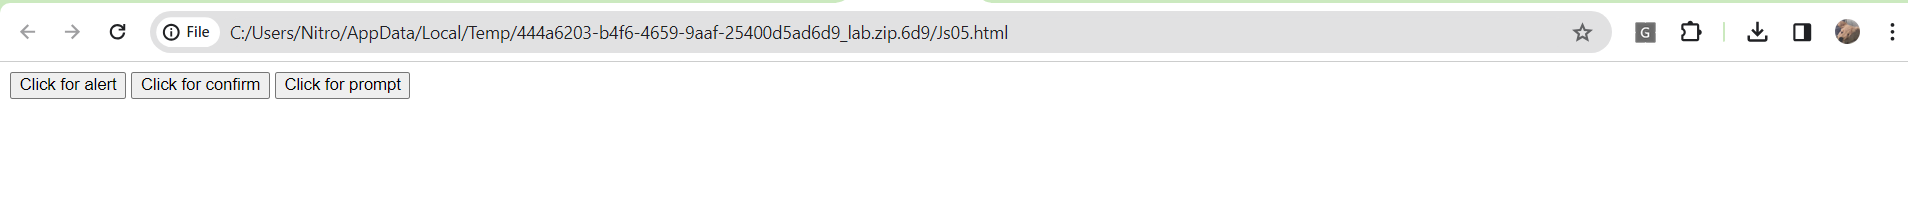 File C:/Users/Nitro/AppData/Local/Temp/444a6203-b4f6-4659-9aaf-25400d5ad6d9_lab.zip.6d9/Js05.html G
Click for alert Click for confirm Click for prompt